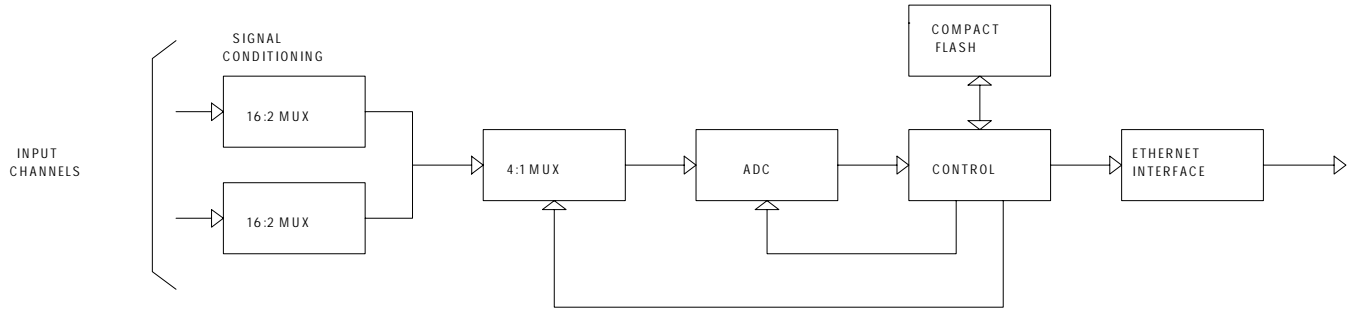 SIGNAL
CONDITIONING
COMPACT
FLASH
16:2 MUX
INPUT
CHANNELS
4:1 MUX
ADC
CONTROL
ETHERNET
INTERFACE
16:2 MUX